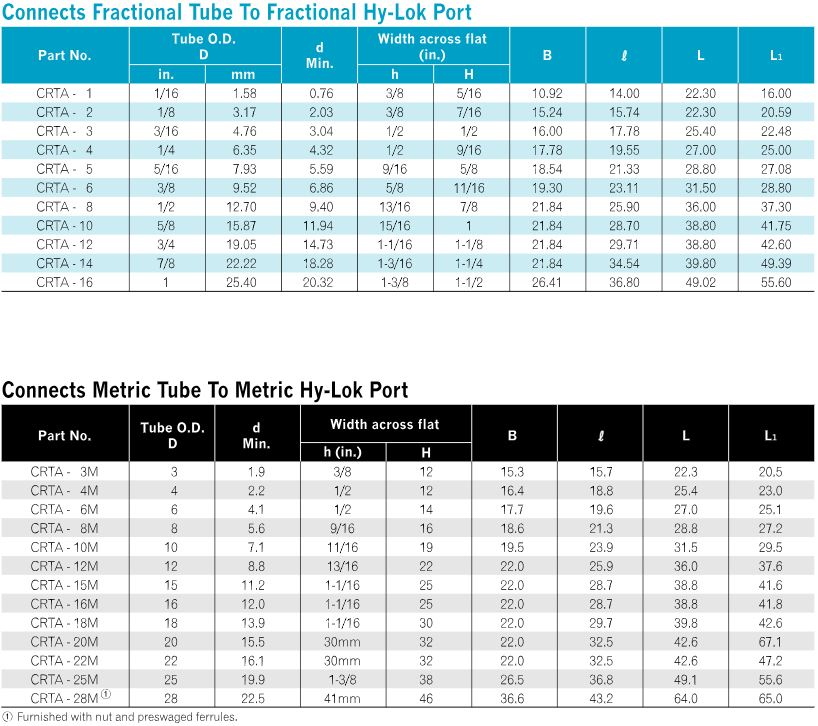 Connects Fractional Tube To Fractional Hy-Lok Port
Part No. Tube O.D. D d Min. Width across flat (in.) B ℓ L L1
in. mm h H
CRTA - 1 1/16 1.58 0.76 3/8 5/16 10.92 14.00 22.30 16.00
CRTA - 2 1/8 3.17 2.03 3/8 7/16 15.24 15.74 22.30 20.59
CRTA - 3 3/16 4.76 3.04 1/2 1/2 16.00 17.78 25.40 22.48
CRTA - 4 1/4 6.35 4.32 1/2 9/16 17.78 19.55 27.00 25.00
CRTA - 5 5/16 7.93 5.59 9/16 5/8 18.54 21.33 28.80 27.08
CRTA - 6 3/8 9.52 6.86 5/8 11/16 19.30 23.11 31.50 28.80
CRTA - 8 1/2 12.70 9.40 13/16 7/8 21.84 25.90 36.00 37.30
CRTA - 10 5/8 15.87 11.94 15/16 1 21.84 28.70 38.80 41.75
CRTA - 12 3/4 19.05 14.73 1-1/16 1-1/8 21.84 29.71 38.80 42.60
CRTA - 14 7/8 22.22 18.28 1-3/16 1-1/4 21.84 34.54 39.80 49.39
CRTA - 16 1 25.40 20.32 1-3/8 1-1/2 26.41 36.80 49.02 55.60
Connects Metric Tube To Metric Hy-Lok Port
Part No. Tube O.D. D d Min. Width across flat B ℓ L L1
h (in.) H
CRTA - 3M 3 1.9 3/8 12 15.3 15.7 22.3 20.5
CRTA - 4M 4 2.2 1/2 12 16.4 18.8 25.4 23.0
CRTA - 6M 6 4.1 1/2 14 17.7 19.6 27.0 25.1
CRTA - 8M 8 5.6 9/16 16 18.6 21.3 28.8 27.2
CRTA - 10M 10 7.1 11/16 19 19.5 23.9 31.5 29.5
CRTA - 12M 12 8.8 13/16 22 22.0 25.9 36.0 37.6
CRTA - 15M 15 11.2 1-1/16 25 22.0 28.7 38.8 41.6
CRTA - 16M 16 12.0 1-1/16 25 22.0 28.7 38.8 41.8
CRTA - 18M 18 13.9 1-1/16 30 22.0 29.7 39.8 42.6
CRTA - 20M 20 15.5 30mm 32 22.0 32.5 42.6 67.1
CRTA - 22M 22 16.1 30mm 32 22.0 32.5 42.6 47.2
CRTA - 25M 25 19.9 1-3/8 38 26.5 36.8 49.1 55.6
CRTA - 28M① 28 22.5 41mm 46 36.6 43.2 64.0 65.0
① Furnished with nut and preswaged ferrules.